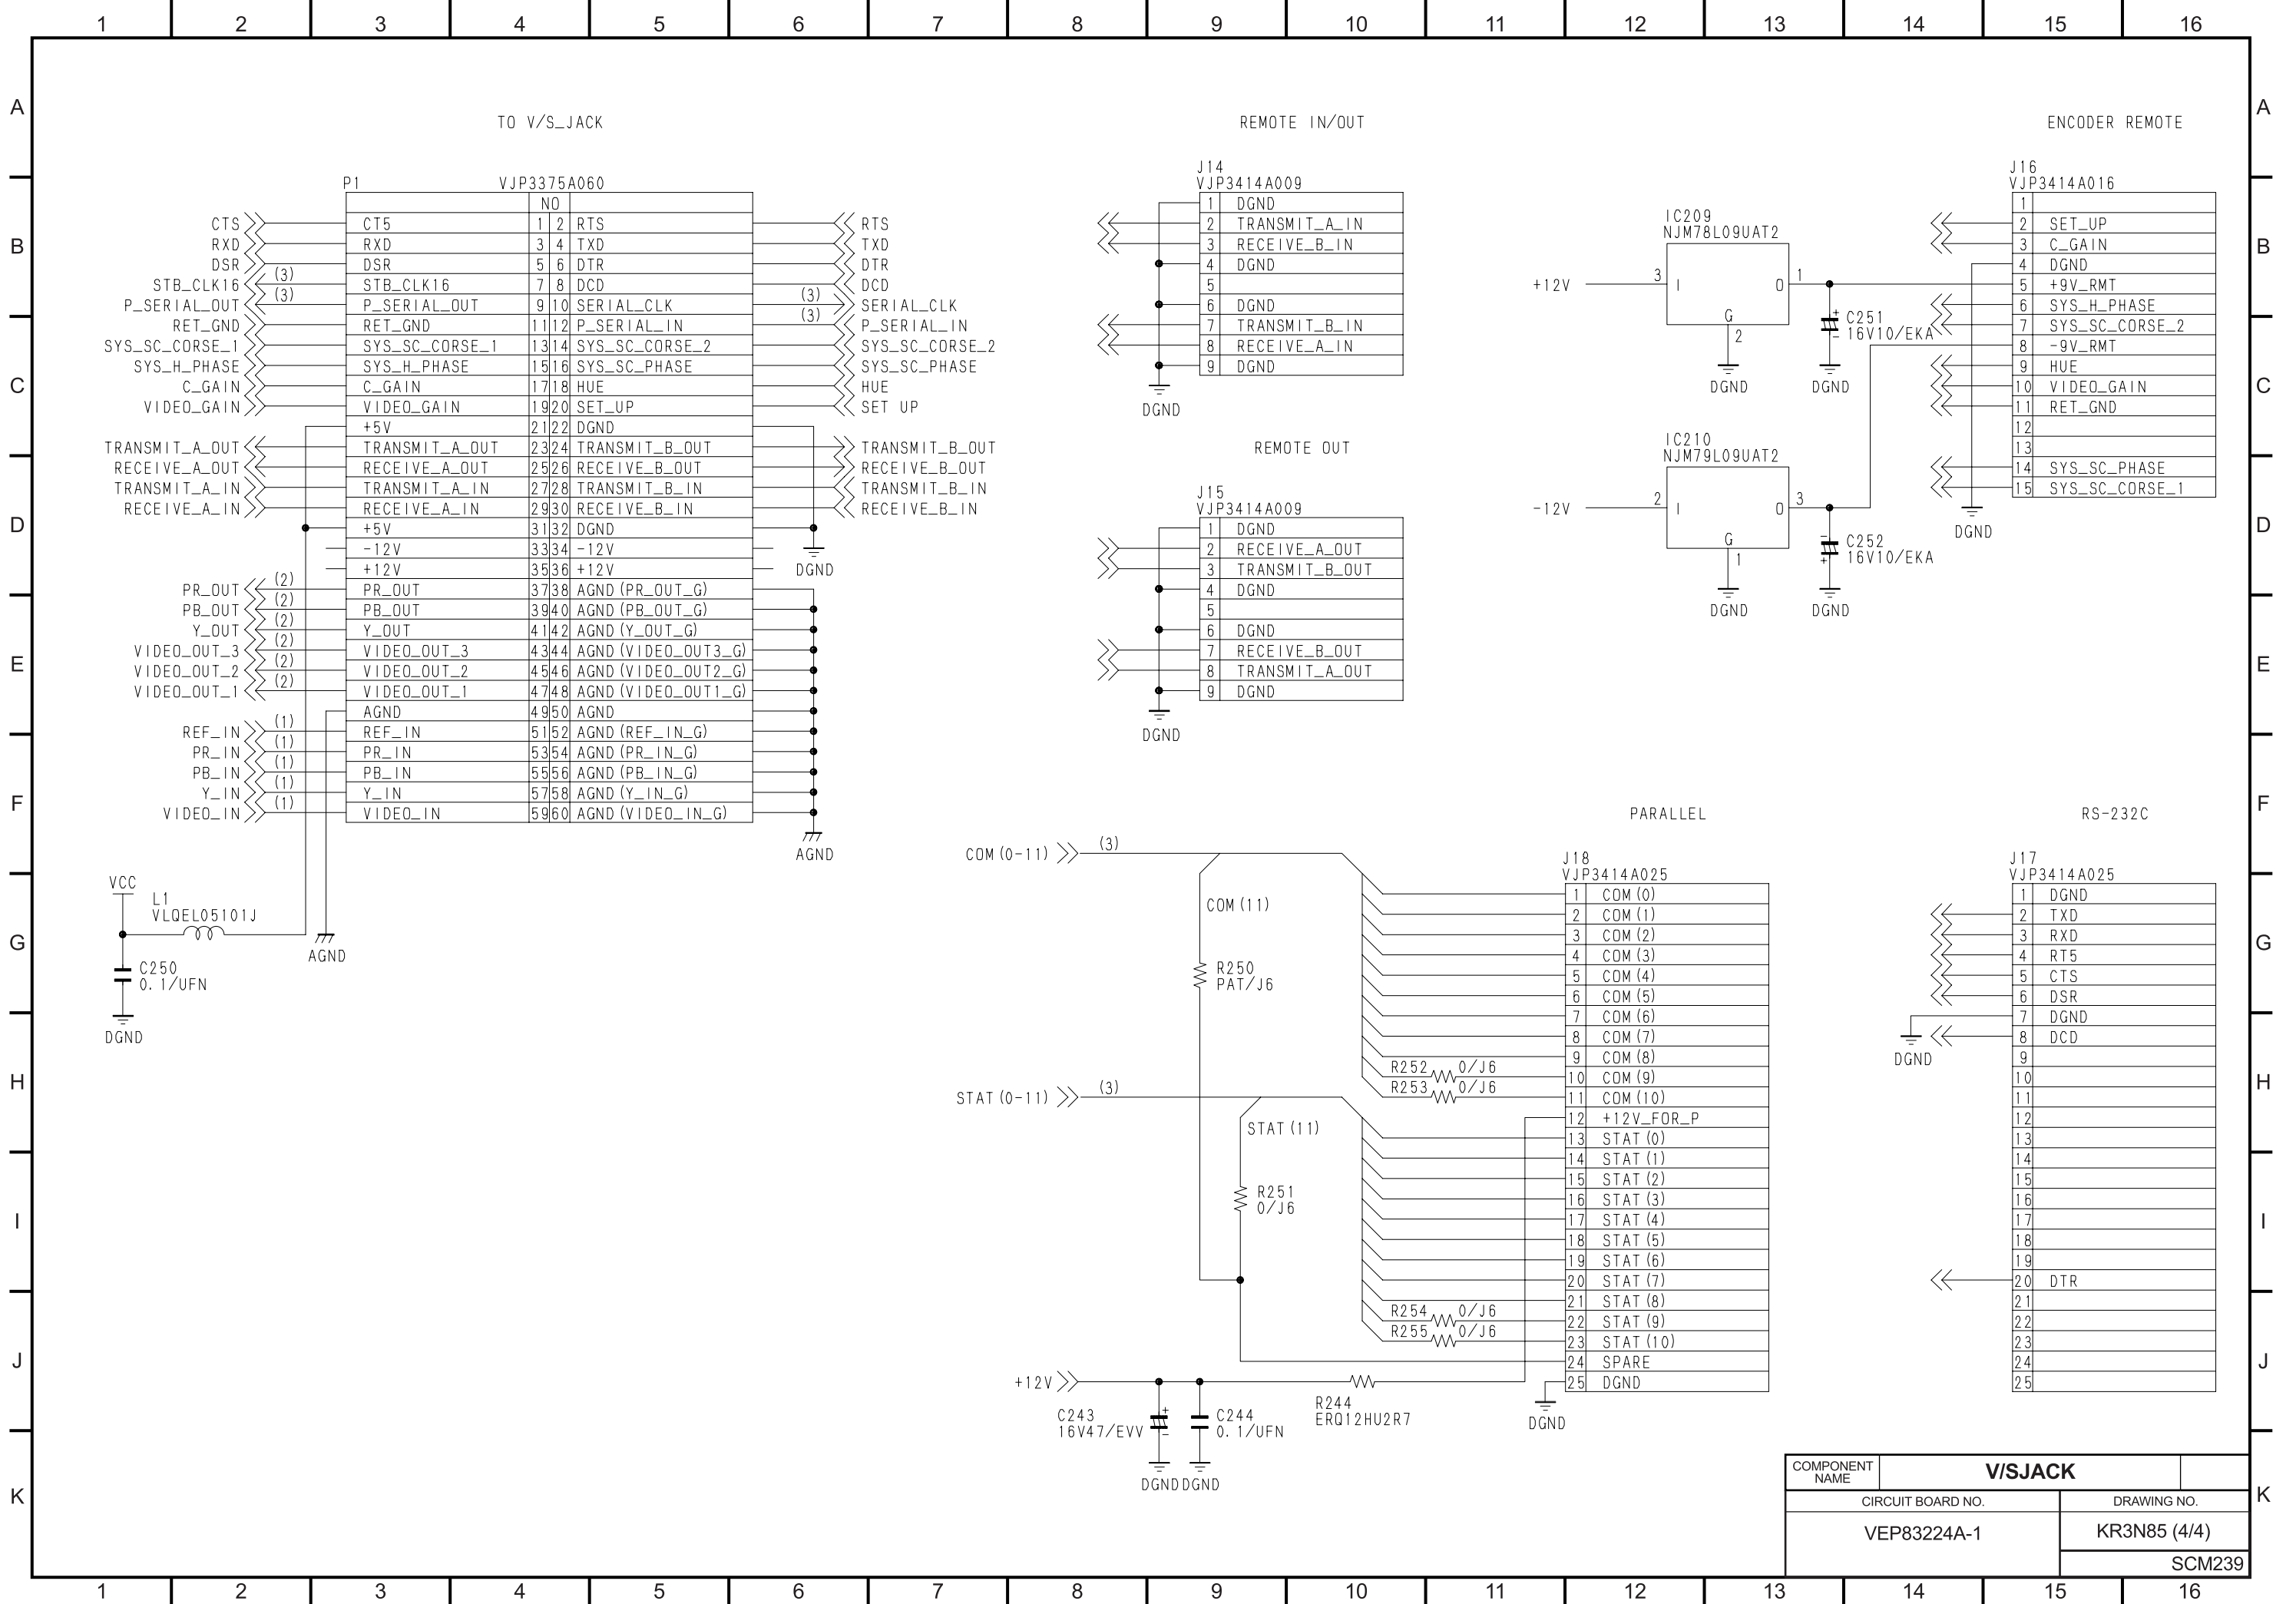 1 2 3 4 5 6 7 8 9 10 11 12 13 14 15 16
A A
B B
C C
D D
E E
F F
G G
H H
I I
J J
K K
TO V/S_JACK
P1 VJP3375A060
NO
CTS CT5 1 2 RTS RTS
RXD RXD 3 4 TXD TXD
DSR DSR 5 6 DTR DTR
STB_CLK16 (3) STB_CLK16 7 8 DCD DCD
P_SERIAL_OUT (3) P_SERIAL_OUT 9 10 SERIAL_CLK (3) SERIAL_CLK
RET_GND RET_GND 11 12 P_SERIAL_IN (3) P_SERIAL_IN
SYS_SC_CORSE_1 SYS_SC_CORSE_1 13 14 SYS_SC_CORSE_2 SYS_SC_CORSE_2
SYS_H_PHASE SYS_H_PHASE 15 16 SYS_SC_PHASE SYS_SC_PHASE
C_GAIN C_GAIN 17 18 HUE HUE
VIDEO_GAIN VIDEO_GAIN 19 20 SET_UP SET UP
+5V 21 22 DGND
TRANSMIT_A_OUT TRANSMIT_A_OUT 23 24 TRANSMIT_B_OUT TRANSMIT_B_OUT
RECEIVE_A_OUT RECEIVE_A_OUT 25 26 RECEIVE_B_OUT RECEIVE_B_OUT
TRANSMIT_A_IN TRANSMIT_A_IN 27 28 TRANSMIT_B_IN TRANSMIT_B_IN
RECEIVE_A_IN RECEIVE_A_IN 29 30 RECEIVE_B_IN RECEIVE_B_IN
+5V 31 32 DGND
-12V 33 34 -12V
+12V 35 36 +12V
DGND
PR_OUT (2) PR_OUT 37 38 AGND(PR_OUT_G)
PB_OUT (2) PB_OUT 39 40 AGND(PB_OUT_G)
Y_OUT (2) Y_OUT 41 42 AGND(Y_OUT_G)
VIDEO_OUT_3 (2) VIDEO_OUT_3 43 44 AGND(VIDEO_OUT3_G)
VIDEO_OUT_2 (2) VIDEO_OUT_2 45 46 AGND(VIDEO_OUT2_G)
VIDEO_OUT_1 (2) VIDEO_OUT_1 47 48 AGND(VIDEO_OUT1_G)
AGND 49 50 AGND
REF_IN (1) REF_IN 51 52 AGND(REF_IN_G)
PR_IN (1) PR_IN 53 54 AGND(PR_IN_G)
PB_IN (1) PB_IN 55 56 AGND(PB_IN_G)
Y_IN (1) Y_IN 57 58 AGND(Y_IN_G)
VIDEO_IN (1) VIDEO_IN 59 60 AGND(VIDEO_IN_G)
AGND
VCC
L1
VLQEL05101J
AGND
C250
0.1/UFN
DGND
REMOTE IN/OUT
J14
VJP3414A009
1 DGND
2 TRANSMIT_A_IN
3 RECEIVE_B_IN
4 DGND
5
6 DGND
7 TRANSMIT_B_IN
8 RECEIVE_A_IN
9 DGND
DGND
REMOTE OUT
J15
VJP3414A009
1 DGND
2 RECEIVE_A_OUT
3 TRANSMIT_B_OUT
4 DGND
5
6 DGND
7 RECEIVE_B_OUT
8 TRANSMIT_A_OUT
9 DGND
DGND
IC209
NJM78L09UAT2
+12V 3 I O 1
G
2
C251
16V10/EKA
+
-
DGND DGND
IC210
NJM79L09UAT2
-12V 2 I O 3
G
1
C252
16V10/EKA
-
+
DGND DGND
ENCODER REMOTE
J16
VJP3414A016
1
2 SET_UP
3 C_GAIN
4 DGND
5 +9V_RMT
6 SYS_H_PHASE
7 SYS_SC_CORSE_2
8 -9V_RMT
9 HUE
10 VIDEO_GAIN
11 RET_GND
12
13
14 SYS_SC_PHASE
15 SYS_SC_CORSE_1
DGND
PARALLEL
COM(0-11) (3)
COM(11)
R250
PAT/J6
STAT(0-11) (3)
STAT(11)
R251
0/J6
R252 0/J6
R253 0/J6
R254 0/J6
R255 0/J6
J18
VJP3414A025
1 COM(0)
2 COM(1)
3 COM(2)
4 COM(3)
5 COM(4)
6 COM(5)
7 COM(6)
8 COM(7)
9 COM(8)
10 COM(9)
11 COM(10)
12 +12V_FOR_P
13 STAT(0)
14 STAT(1)
15 STAT(2)
16 STAT(3)
17 STAT(4)
18 STAT(5)
19 STAT(6)
20 STAT(7)
21 STAT(8)
22 STAT(9)
23 STAT(10)
24 SPARE
25 DGND
+12V
C243
16V47/EVV
+
-
C244
0.1/UFN
R244
ERQ12HU2R7
DGND
DGND DGND
RS-232C
J17
VJP3414A025
1 DGND
2 TXD
3 RXD
4 RT5
5 CTS
6 DSR
7 DGND
8 DCD
9
10
11
12
13
14
15
16
17
18
19
20 DTR
21
22
23
24
25
DGND
COMPONENT NAME V/SJACK
CIRCUIT BOARD NO. DRAWING NO.
VEP83224A-1 KR3N85 (4/4)
SCM239
1 2 3 4 5 6 7 8 9 10 11 12 13 14 15 16